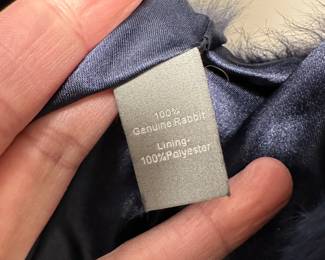 100%
Genuine Rabbit
Lining-
100%Polyester